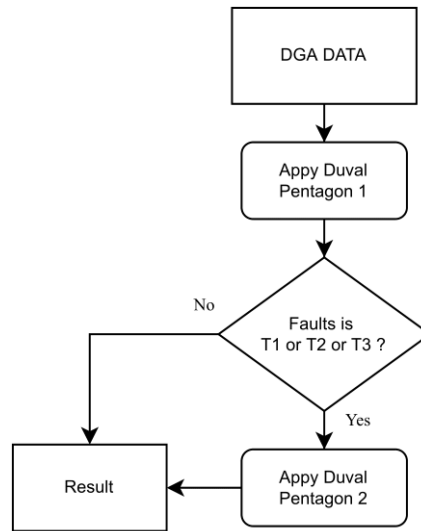 DGA DATA
Appy Duval
Pentagon 1
No
Faults is
T1 or T2 or T3 ?
Yes
Result
Appy Duval
Pentagon 2